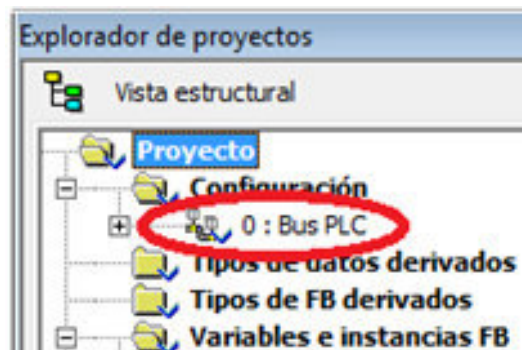 Explorador de proyectos
Vista estructural
Proyecto
Configuración
0 : Bus PLC
Tipos de datos derivados
Tipos de FB derivados
Variables e instancias FB